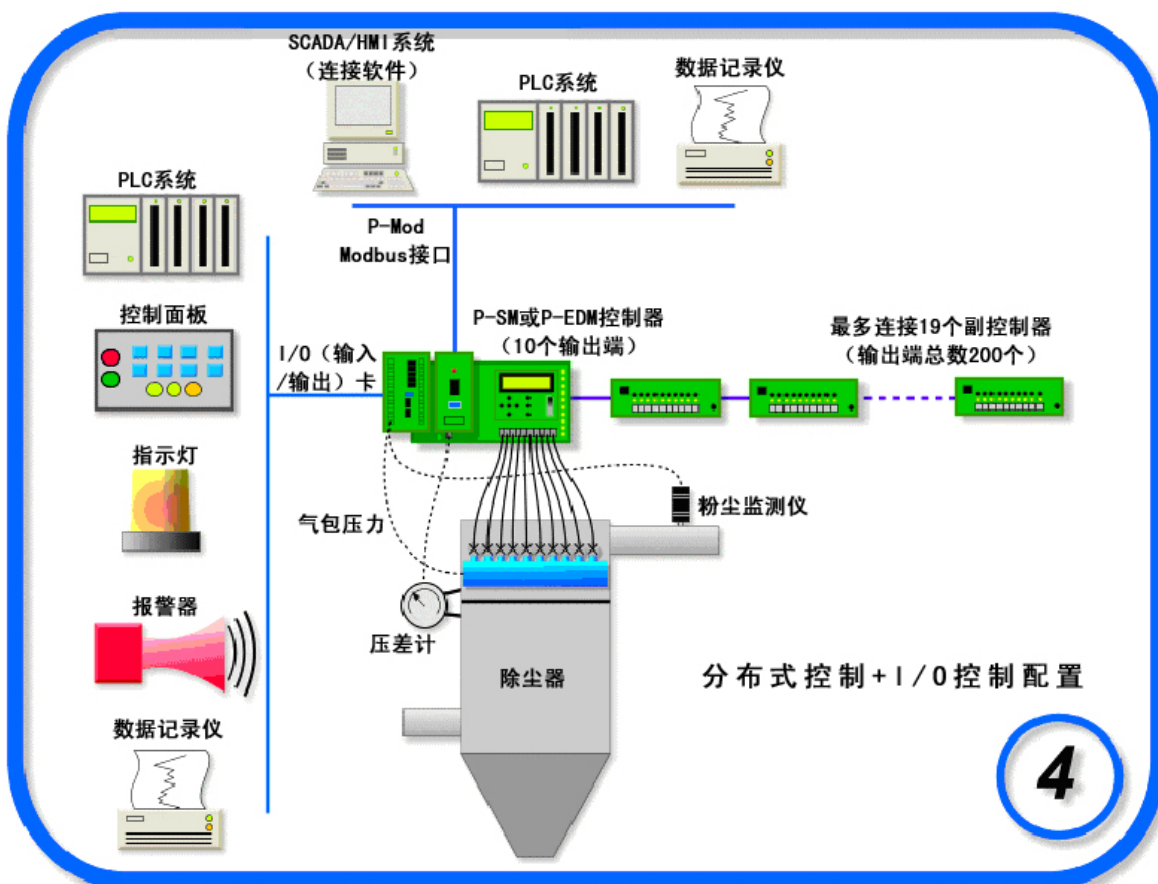 SCADA/HMI系统
（连接软件）
PLC系统
数据记录仪
PLC系统
P-Mod
Modbus接口
控制面板
I/O（输入
/输出）卡
P-SM或P-EDM控制器
（10个输出端）
最多连接19个副控制器
（输出端总数200个）
指示灯
气包压力
粉尘监测仪
报警器
压差计
除尘器
分布式控制+I/O控制配置
数据记录仪
4